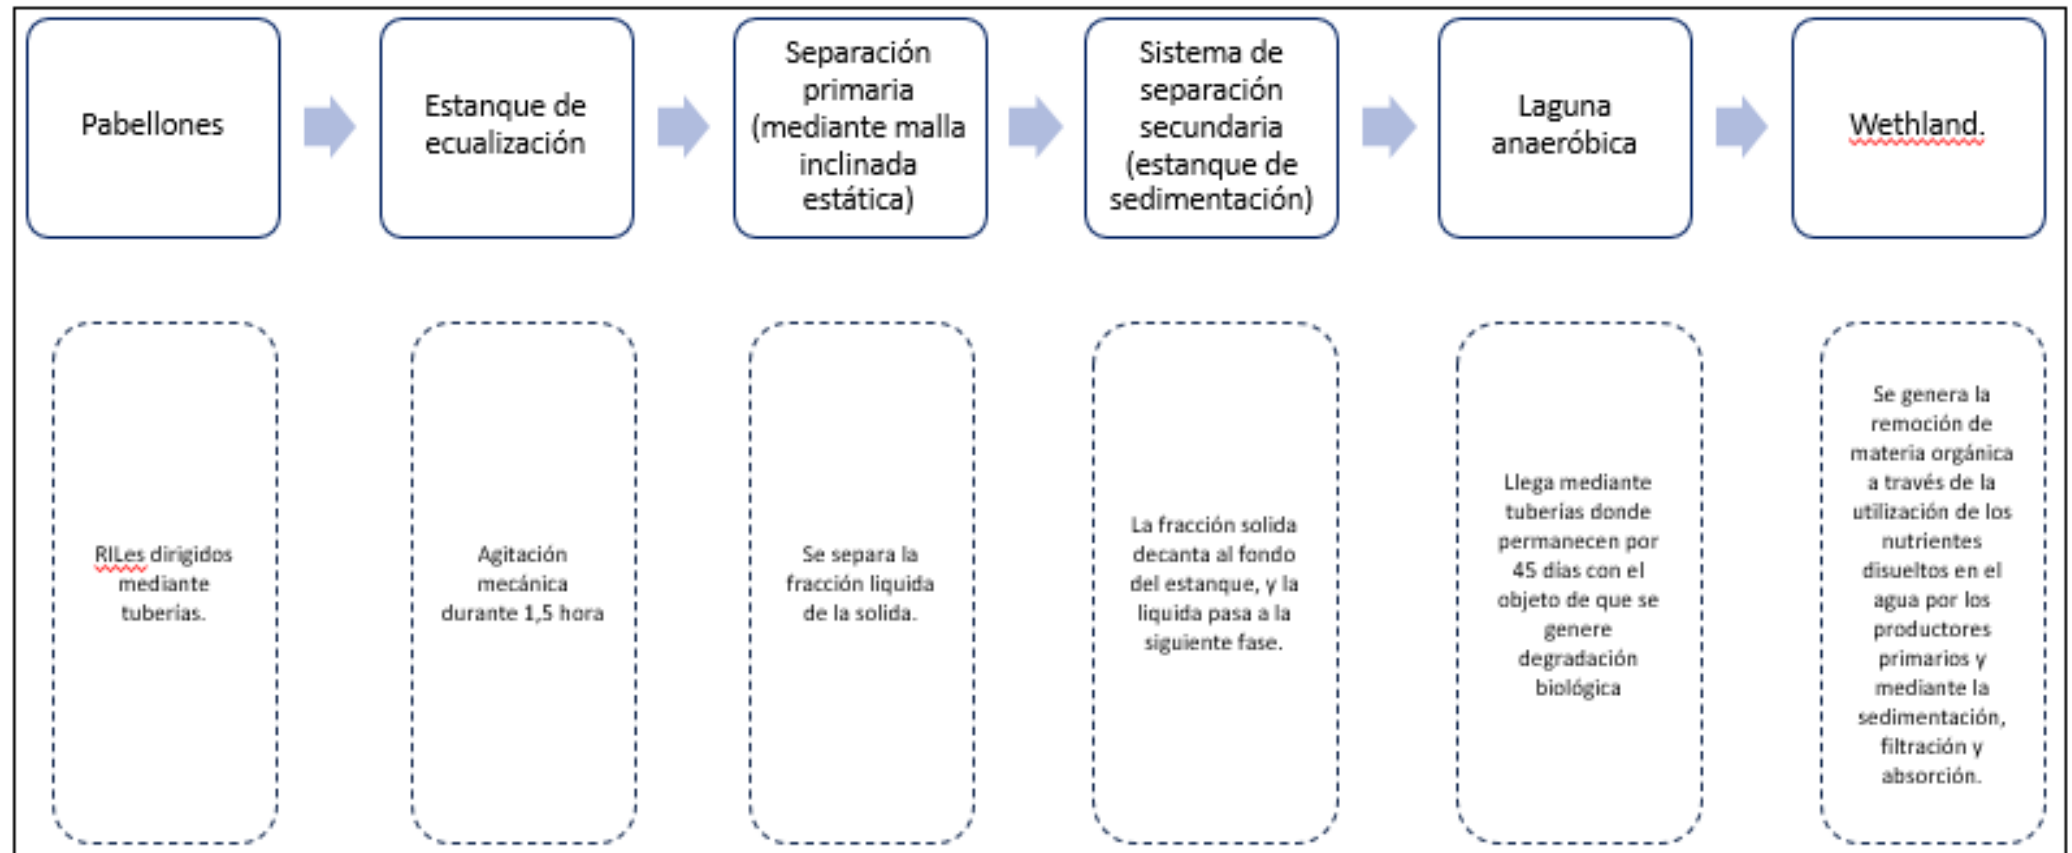 Pabellones
Estanque de
ecualización
Separación
primaria
(mediante malla
inclinada
estática)
Sistema de
separación
secundaria
(estanque de
sedimentación)
Laguna
anaeróbica
Wethland.
RILes dirigidos
mediante
tuberías.
Agitación
mecánica
durante 1,5 hora
Se separa la
fracción liquida
de la solida.
La fracción solida
decanta al fondo
del estanque, y la
liquida pasa a la
siguiente fase.
Llega mediante
tuberías donde
permanecen por
45 días con el
objeto de que se
genere
degradación
biológica
Se genera la
remoción de
materia orgánica
a través de la
utilización de los
nutrientes
disueltos en el
agua por los
productores
primarios y
mediante la
sedimentación,
filtración y
absorción.